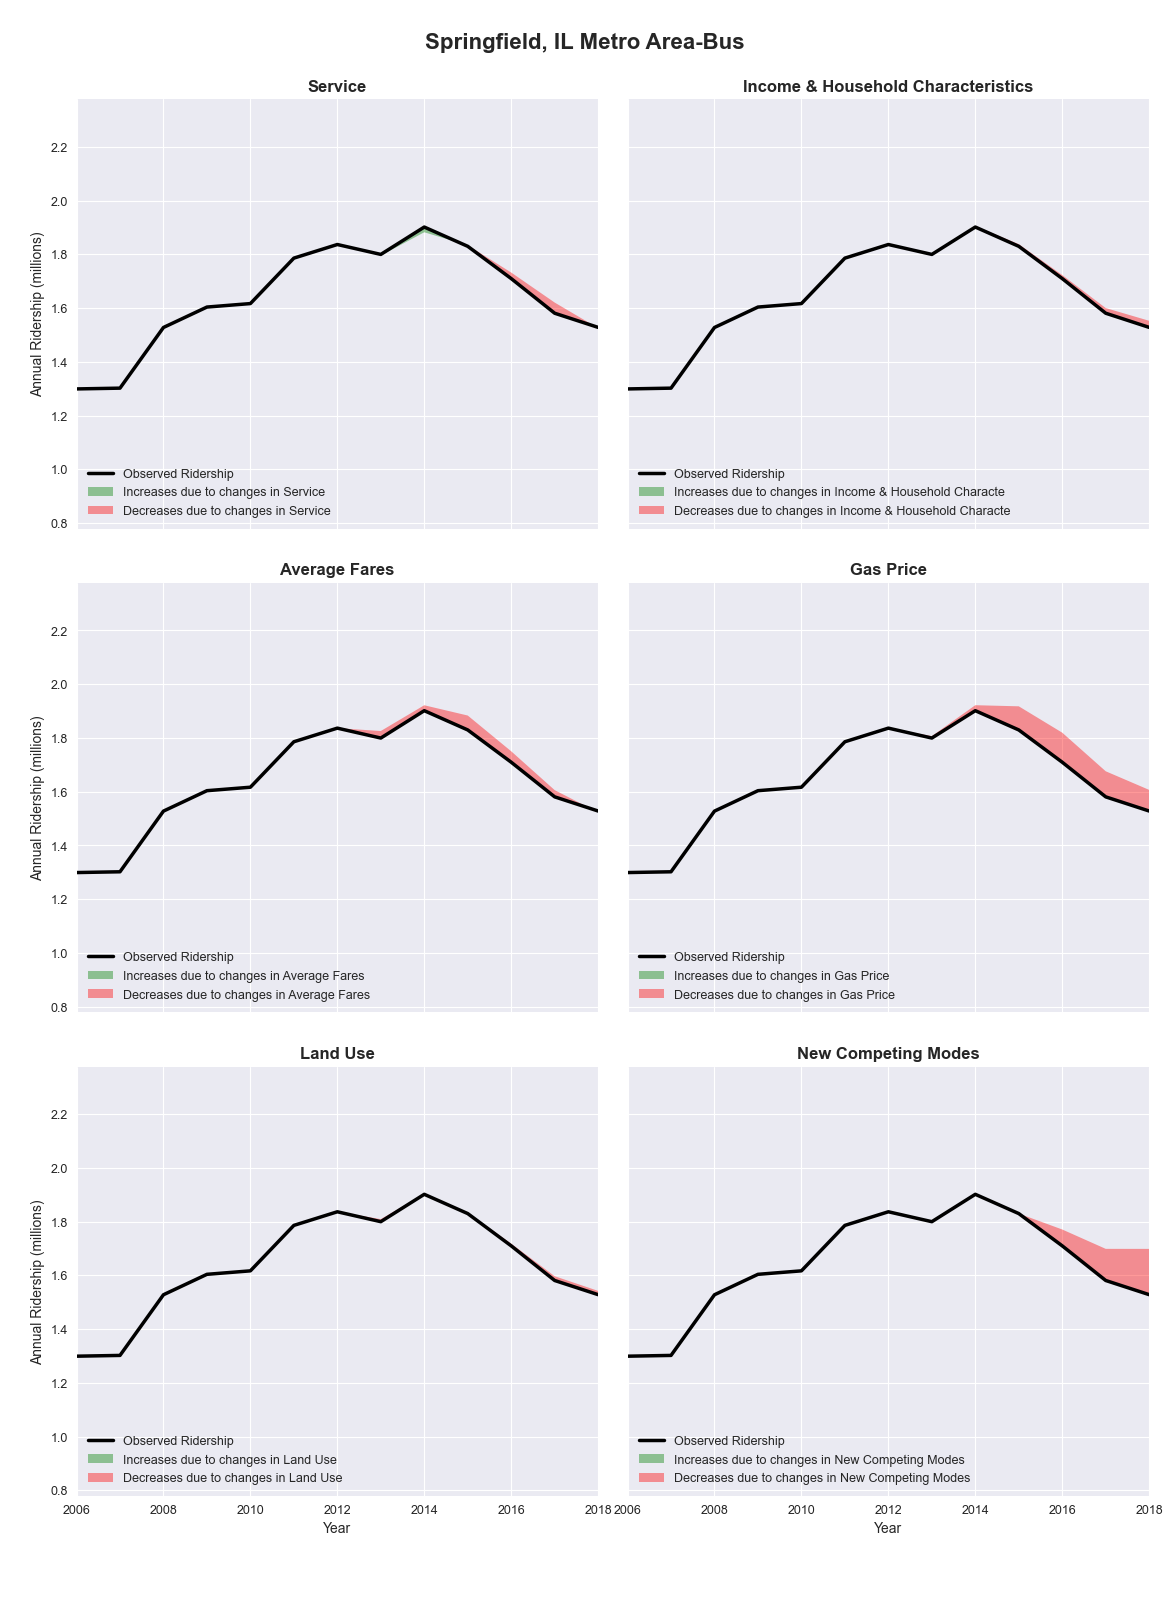 Springfield, IL Metro Area-Bus
Service
Income & Household Characteristics
2.2
2.0
1.8
1.6
1.4
1.2
1.0
0.8
Annual Ridership (millions)
Observed Ridership
Increases due to changes in Service
Decreases due to changes in Service
Observed Ridership
Increases due to changes in Income & Household Characte
Decreases due to changes in Income & Household Characte
Average Fares
Gas Price
2.2
2.0
1.8
1.6
1.4
1.2
1.0
0.8
Annual Ridership (millions)
Observed Ridership
Increases due to changes in Average Fares
Decreases due to changes in Average Fares
Observed Ridership
Increases due to changes in Gas Price
Decreases due to changes in Gas Price
Land Use
New Competing Modes
2.2
2.0
1.8
1.6
1.4
1.2
1.0
0.8
Annual Ridership (millions)
Observed Ridership
Increases due to changes in Land Use
Decreases due to changes in Land Use
Observed Ridership
Increases due to changes in New Competing Modes
Decreases due to changes in New Competing Modes
2006 2008 2010 2012 2014 2016 2018
2006 2008 2010 2012 2014 2016 2018
Year
Year